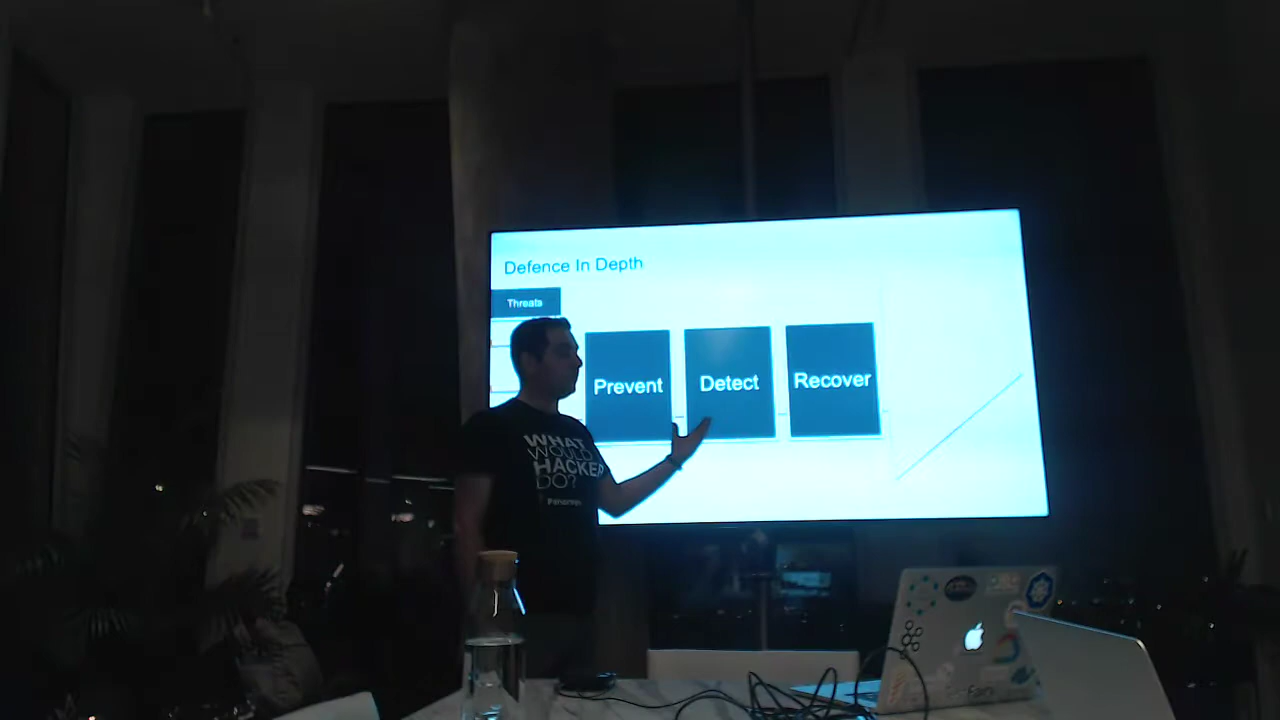 Defence In Depth
Threats
Prevent
Detect
Recover
WHAT
WOULD
HACKER
DO?